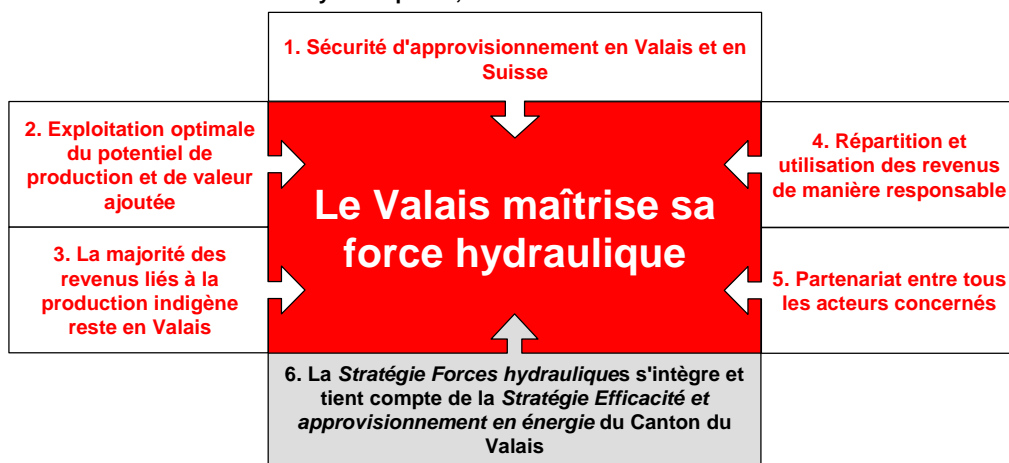 1. Sécurité d'approvisionnement en Valais et en
Suisse
2. Exploitation optimale
du potentiel de
production et de valeur
ajoutée
3. La majorité des
revenus liés à la
production indigène
reste en Valais
Le Valais maîtrise sa
force hydraulique
4. Répartition et
utilisation des revenus
de manière responsable
5. Partenariat entre tous
les acteurs concernés
6. La Stratégie Forces hydrauliques s'intègre et
tient compte de la Stratégie Efficacité et
approvisionnement en énergie du Canton du
Valais